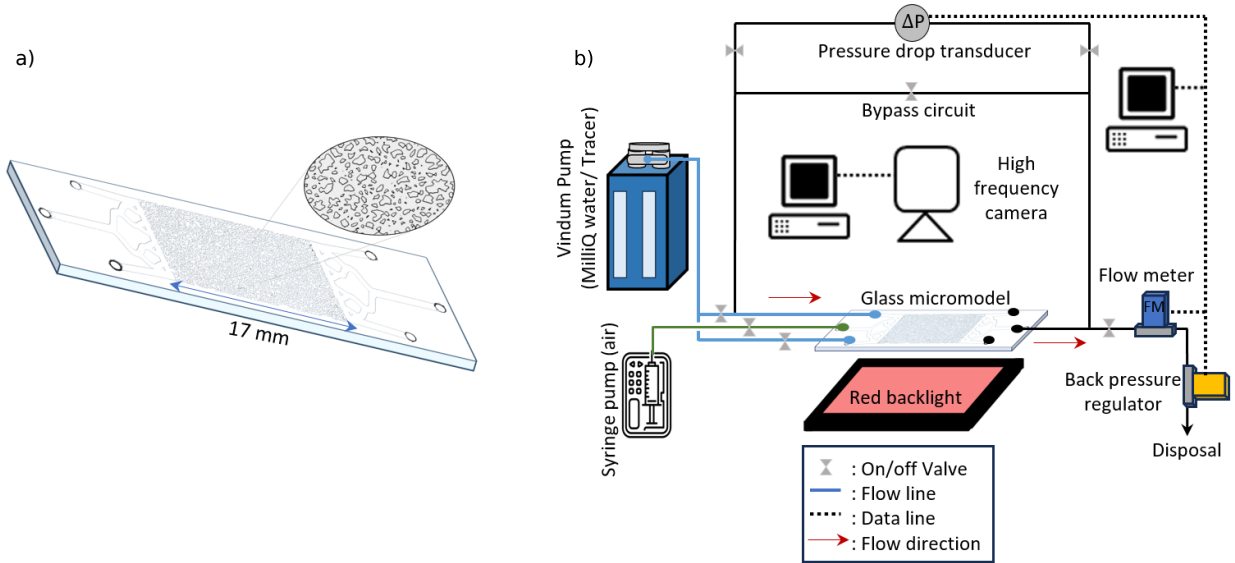 a)
17 mm
b)
ΔP
Pressure drop transducer
Bypass circuit
Vindum Pump
(MilliQ water/ Tracer)
High
frequency
camera
Flow meter
FM
Glass micromodel
Syringe pump (air)
Red backlight
Back pressure
regulator
Disposal
: On/off Valve
: Flow line
: Data line
: Flow direction